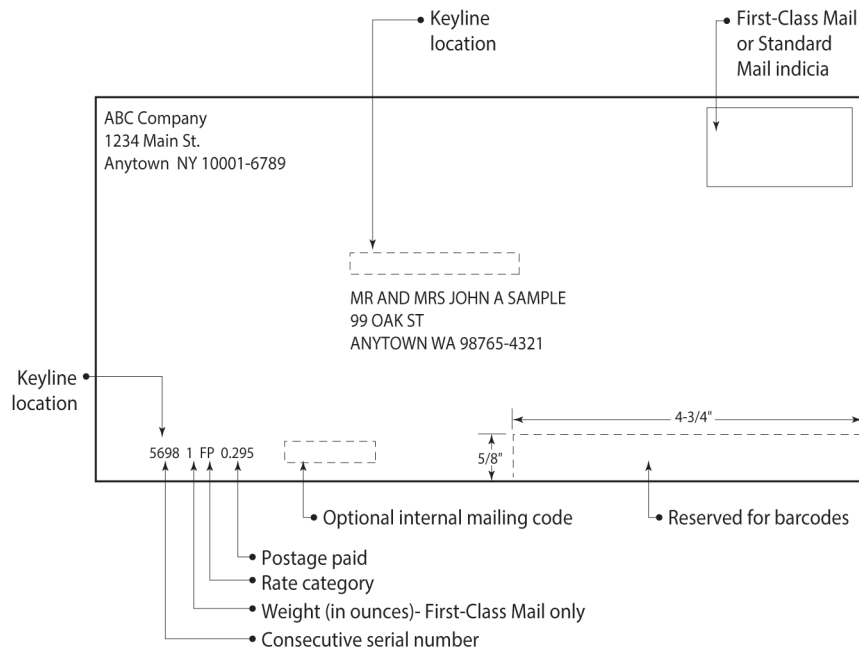 Keyline
location
First-Class Mail
or Standard
Mail indicia
ABC Company
1234 Main St.
Anytown  NY 10001-6789
MR AND MRS JOHN A SAMPLE
99 OAK ST
ANYTOWN WA 98765-4321
Keyline
location
4-3/4"
5698  1  FP  0.295
5/8"
Optional internal mailing code
Reserved for barcodes
Postage paid
Rate category
Weight (in ounces)- First-Class Mail only
Consecutive serial number